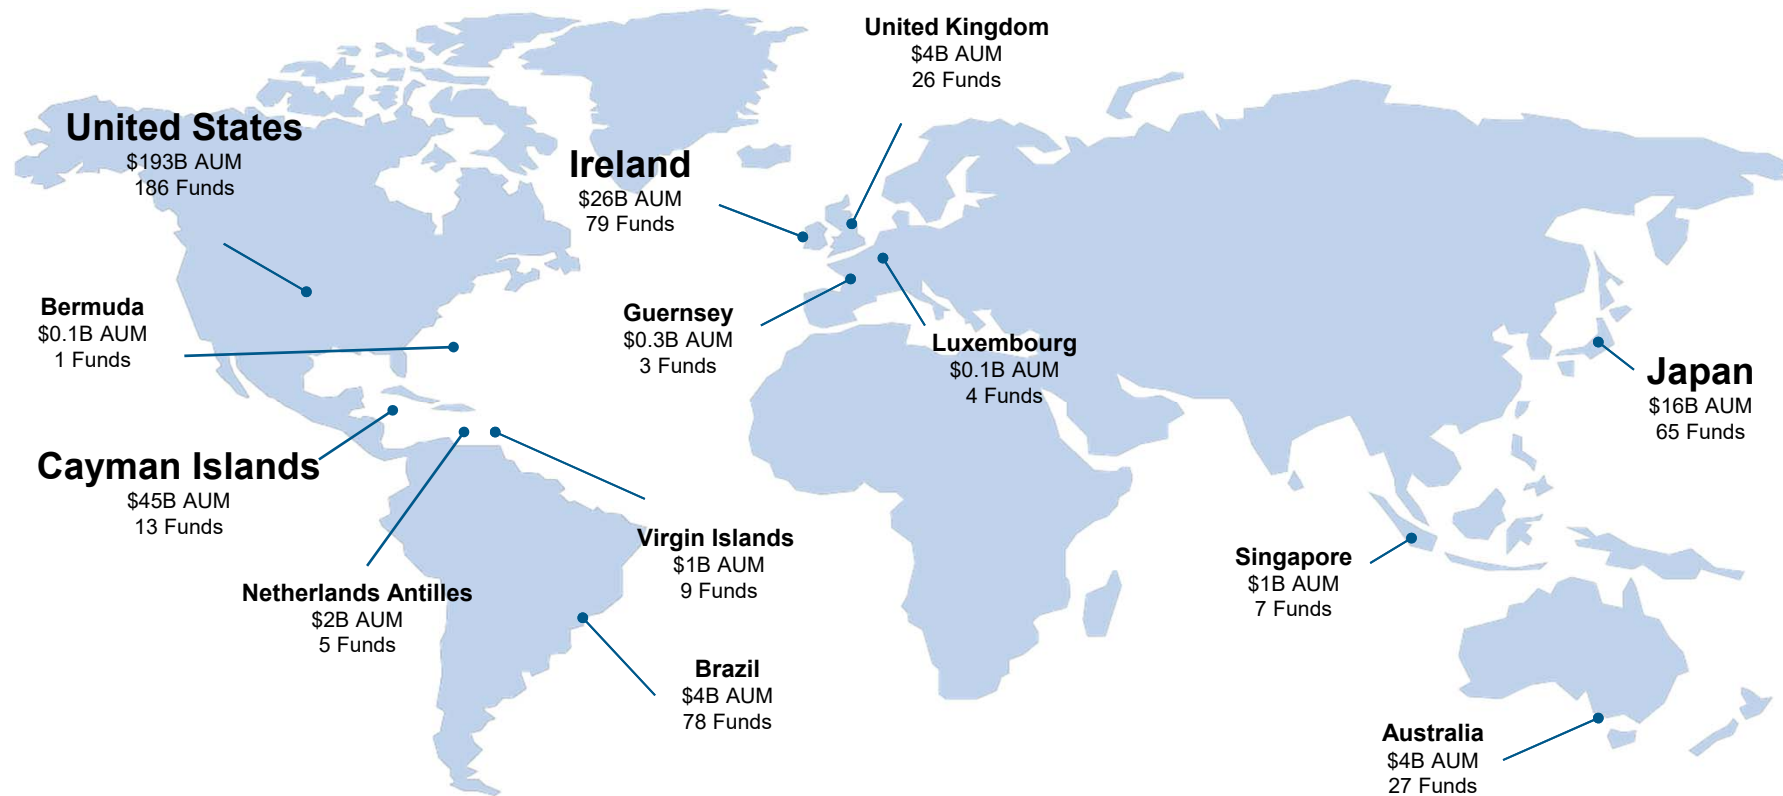 United Kingdom
$4B AUM
26 Funds
United States
$193B AUM
186 Funds
Ireland
$26B AUM
79 Funds
Bermuda
$0.1B AUM
1 Funds
Guernsey
$0.3B AUM
3 Funds
Luxembourg
$0.1B AUM
4 Funds
Japan
$16B AUM
65 Funds
Cayman Islands
$45B AUM
13 Funds
Virgin Islands
$1B AUM
9 Funds
Netherlands Antilles
$2B AUM
5 Funds
Singapore
$1B AUM
7 Funds
Brazil
$4B AUM
78 Funds
Australia
$4B AUM
27 Funds